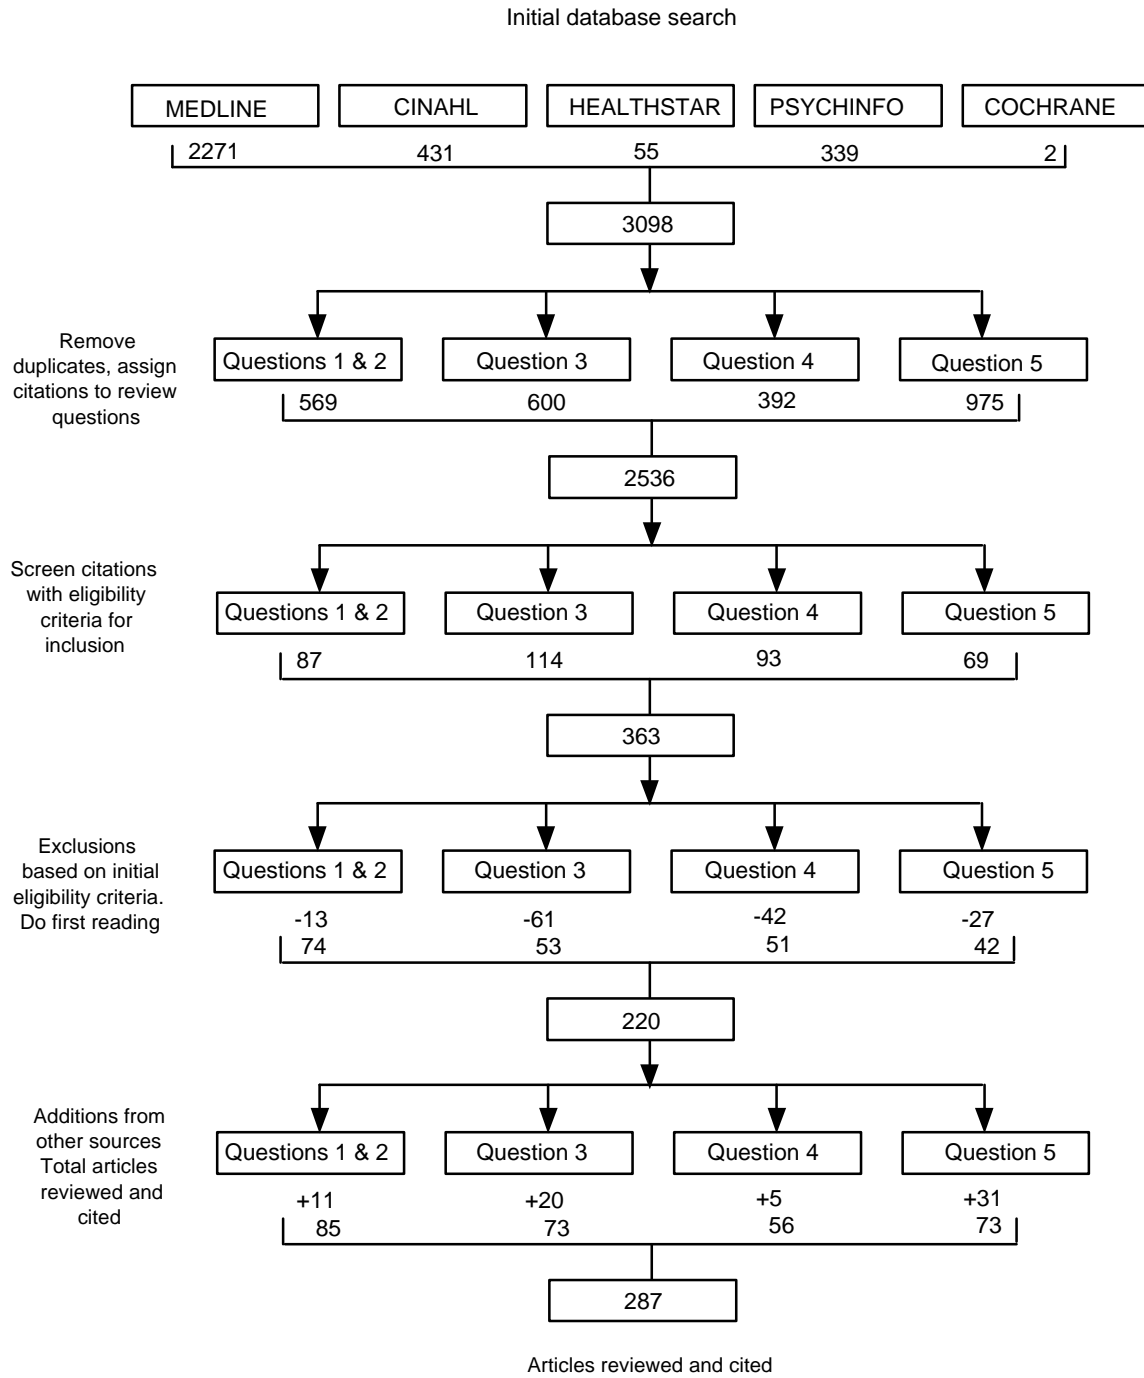 Initial database search
MEDLINE CINAHL HEALTHSTAR PSYCHINFO COCHRANE
2271 431 55 339 2
3098
Remove
duplicates, assign
citations to review
questions
Questions 1 & 2 Question 3 Question 4 Question 5
569 600 392 975
2536
Screen citations
with eligibility
criteria for
inclusion
Questions 1 & 2 Question 3 Question 4 Question 5
87 114 93 69
363
Exclusions
based on initial
eligibility criteria.
Do first reading
Questions 1 & 2 Question 3 Question 4 Question 5
-13 -61 -42 -27
74 53 51 42
220
Additions from
other sources
Total articles
reviewed and
cited
Questions 1 & 2 Question 3 Question 4 Question 5
+11 +20 +5 +31
85 73 56 73
287
Articles reviewed and cited